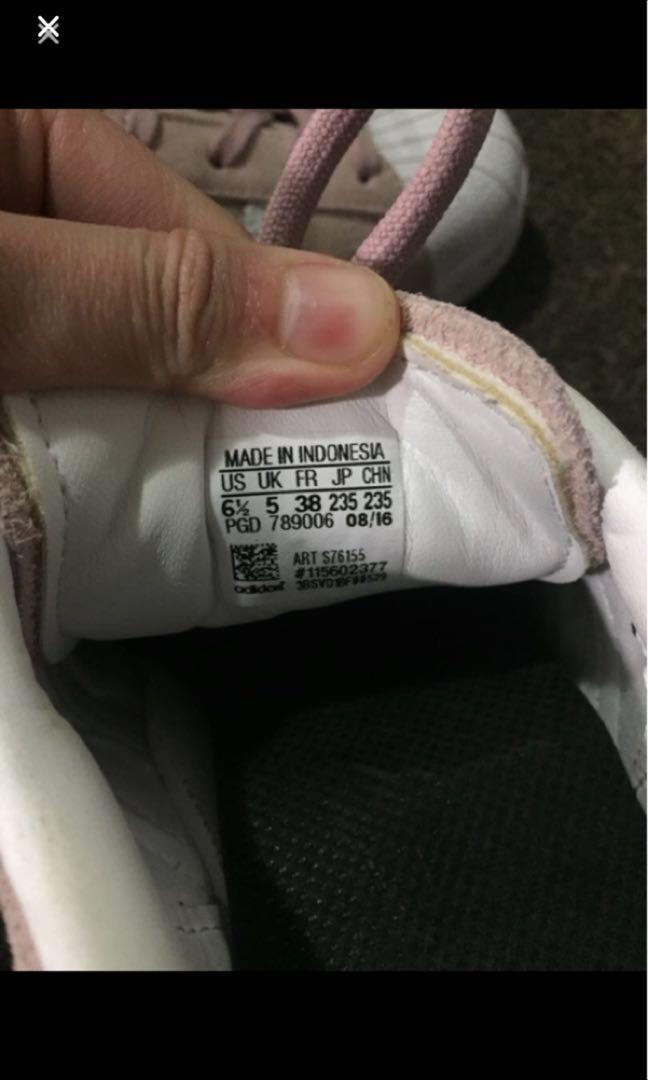 MADE IN INDONESIA
US UK FR JP CHN
6½ 5 38 235 235
PGD 789006 08/16
ART S76155
#115602377
adidas